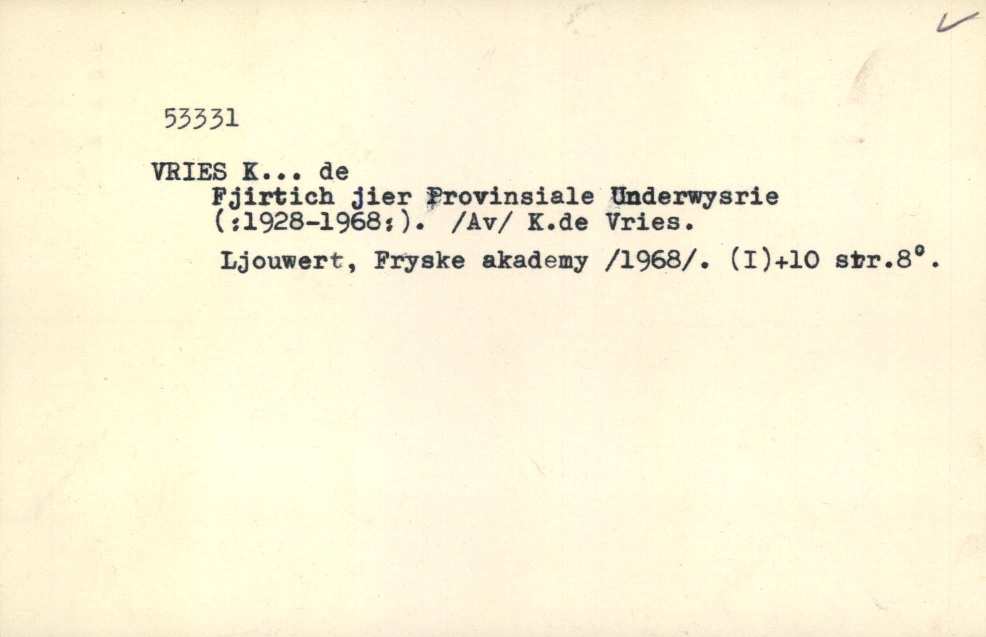 53331
VRIES K... de
Fjirtich jier Provinsiale Underwysrie
(:1928-1968:). /Av/ K.de Vries.
Ljouwert, Fryske akademy /1968/. (I)+10 str.8°.